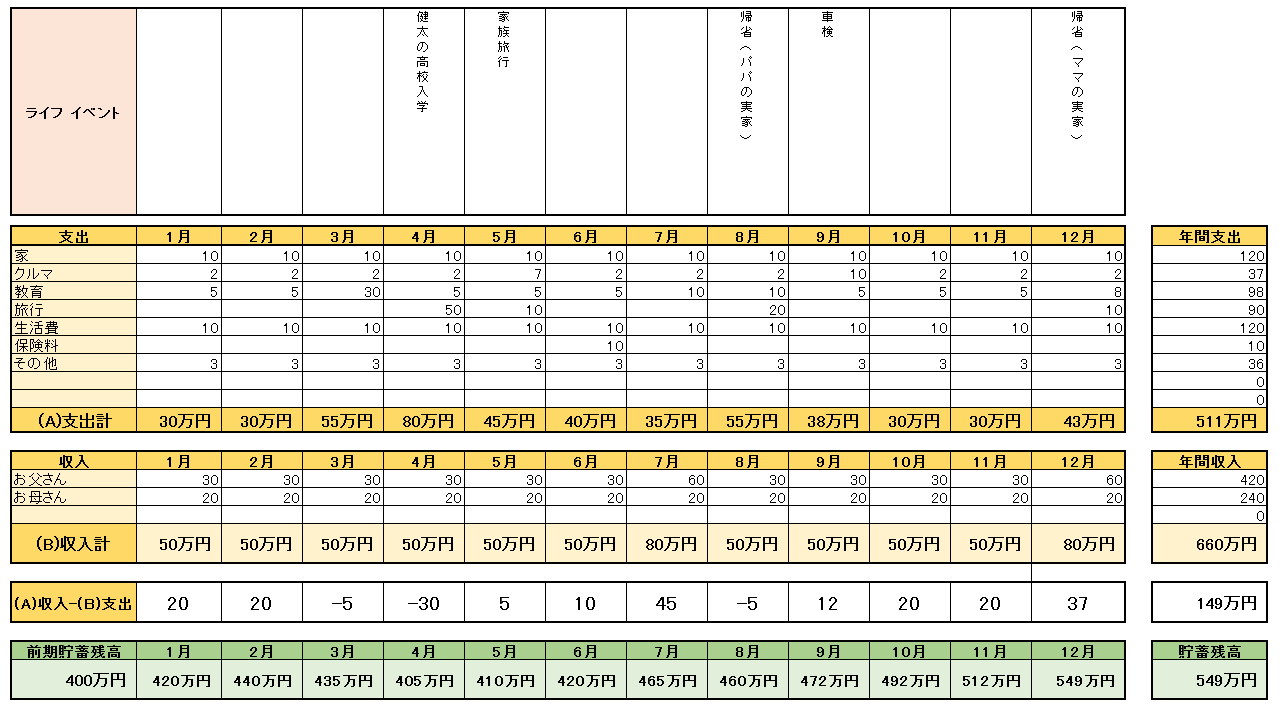 ライフ イベント
健太の高校入学
家族旅行
帰省（パパの実家）
車検
帰省（ママの実家）
支出 1月 2月 3月 4月 5月 6月 7月 8月 9月 10月 11月 12月 年間支出
家 10 10 10 10 10 10 10 10 10 10 10 10 120
クルマ 2 2 2 2 7 2 2 2 10 2 2 2 37
教育 5 5 30 5 5 5 10 10 5 5 5 8 98
旅行 50 10 20 10 90
生活費 10 10 10 10 10 10 10 10 10 10 10 10 120
保険料 10 10
その他 3 3 3 3 3 3 3 3 3 3 3 3 36
0
0
(A)支出計 30万円 30万円 55万円 80万円 45万円 40万円 35万円 55万円 38万円 30万円 30万円 43万円 511万円
収入 1月 2月 3月 4月 5月 6月 7月 8月 9月 10月 11月 12月 年間収入
お父さん 30 30 30 30 30 30 60 30 30 30 30 60 420
お母さん 20 20 20 20 20 20 20 20 20 20 20 20 240
0
(B)収入計 50万円 50万円 50万円 50万円 50万円 50万円 80万円 50万円 50万円 50万円 50万円 80万円 660万円
(A)収入-(B)支出 20 20 -5 -30 5 10 45 -5 12 20 20 37 149万円
前期貯蓄残高 1月 2月 3月 4月 5月 6月 7月 8月 9月 10月 11月 12月 貯蓄残高
400万円 420万円 440万円 435万円 405万円 410万円 420万円 465万円 460万円 472万円 492万円 512万円 549万円 549万円